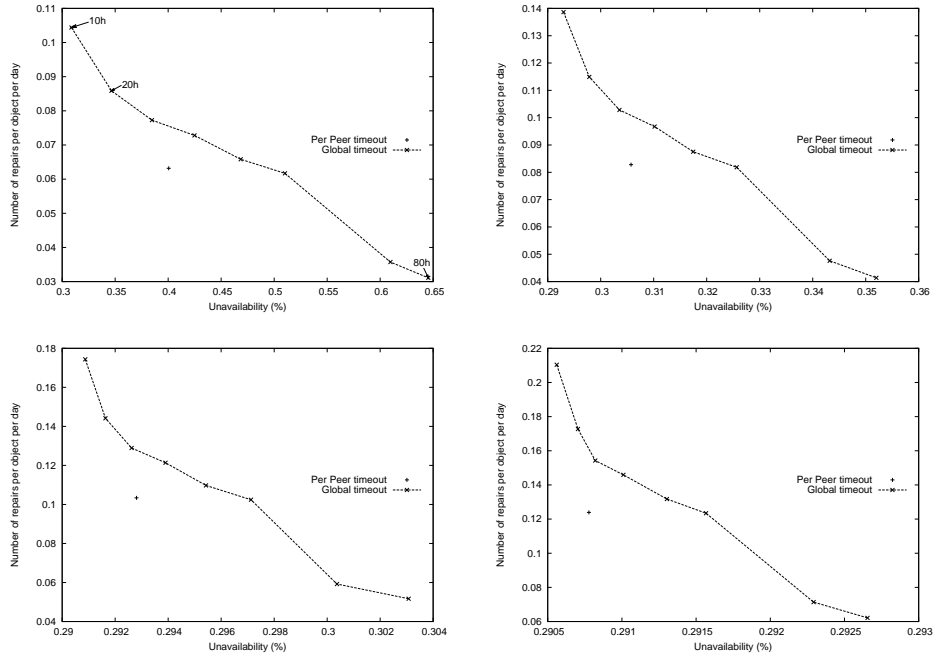 0.11
0.1
0.09
0.08
0.07
0.06
0.05
0.04
0.03
0.3 0.35 0.4 0.45 0.5 0.55 0.6 0.65
Number of repairs per object per day
Unavailability (%)
10h
20h
80h
Per Peer timeout
Global timeout
0.14
0.13
0.12
0.11
0.1
0.09
0.08
0.07
0.06
0.05
0.04
0.29 0.3 0.31 0.32 0.33 0.34 0.35 0.36
Number of repairs per object per day
Unavailability (%)
Per Peer timeout
Global timeout
0.18
0.16
0.14
0.12
0.1
0.08
0.06
0.04
0.29 0.292 0.294 0.296 0.298 0.3 0.302 0.304
Number of repairs per object per day
Unavailability (%)
Per Peer timeout
Global timeout
0.22
0.2
0.18
0.16
0.14
0.12
0.1
0.08
0.06
0.2905 0.291 0.2915 0.292 0.2925 0.293
Number of repairs per object per day
Unavailability (%)
Per Peer timeout
Global timeout